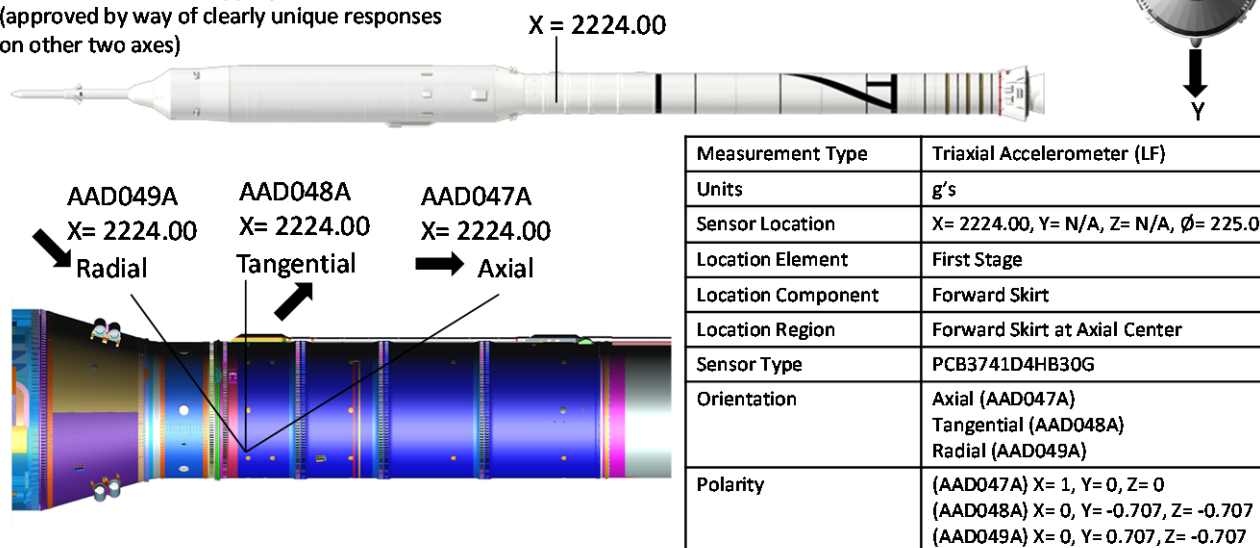 (approved by way of clearly unique responses
on other two axes)
X = 2224.00
Y
AAD049A
X= 2224.00
Radial
AAD048A
X= 2224.00
Tangential
AAD047A
X= 2224.00
Axial
Measurement Type Triaxial Accelerometer (LF)
Units g's
Sensor Location X= 2224.00, Y= N/A, Z= N/A, Ø= 225.0
Location Element First Stage
Location Component Forward Skirt
Location Region Forward Skirt at Axial Center
Sensor Type PCB3741D4HB30G
Orientation Axial (AAD047A)
Tangential (AAD048A)
Radial (AAD049A)
Polarity (AAD047A) X= 1, Y= 0, Z= 0
(AAD048A) X= 0, Y= -0.707, Z= -0.707
(AAD049A) X= 0, Y= 0.707, Z= -0.707